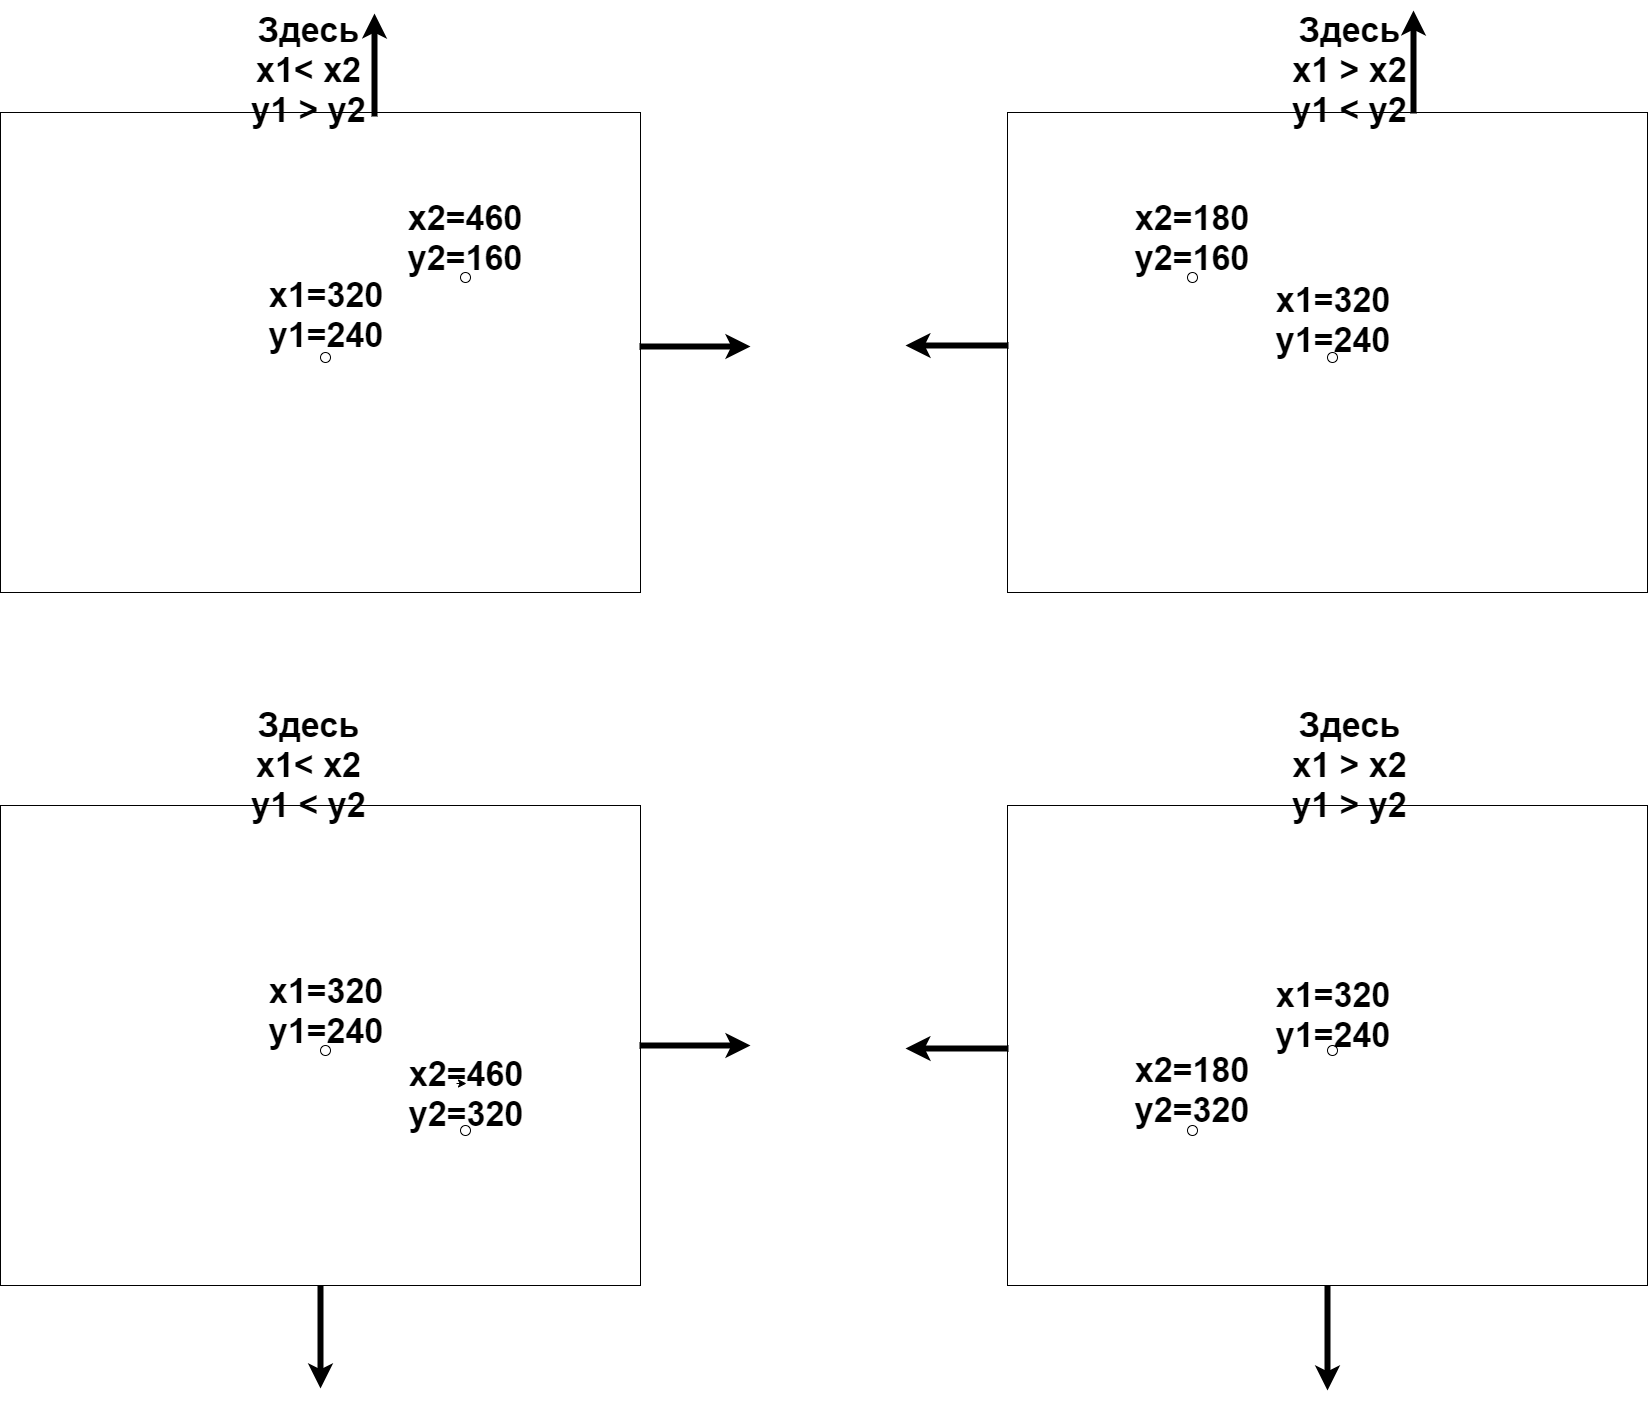 Здесь
x1< x2
y1 > y2
x2=460
y2=160
x1=320
y1=240
Здесь
x1 > x2
y1 < y2
x2=180
y2=160
x1=320
y1=240
Здесь
x1< x2
y1 < y2
x1=320
y1=240
x2=460
y2=320
Здесь
x1 > x2
y1 > y2
x1=320
y1=240
x2=180
y2=320